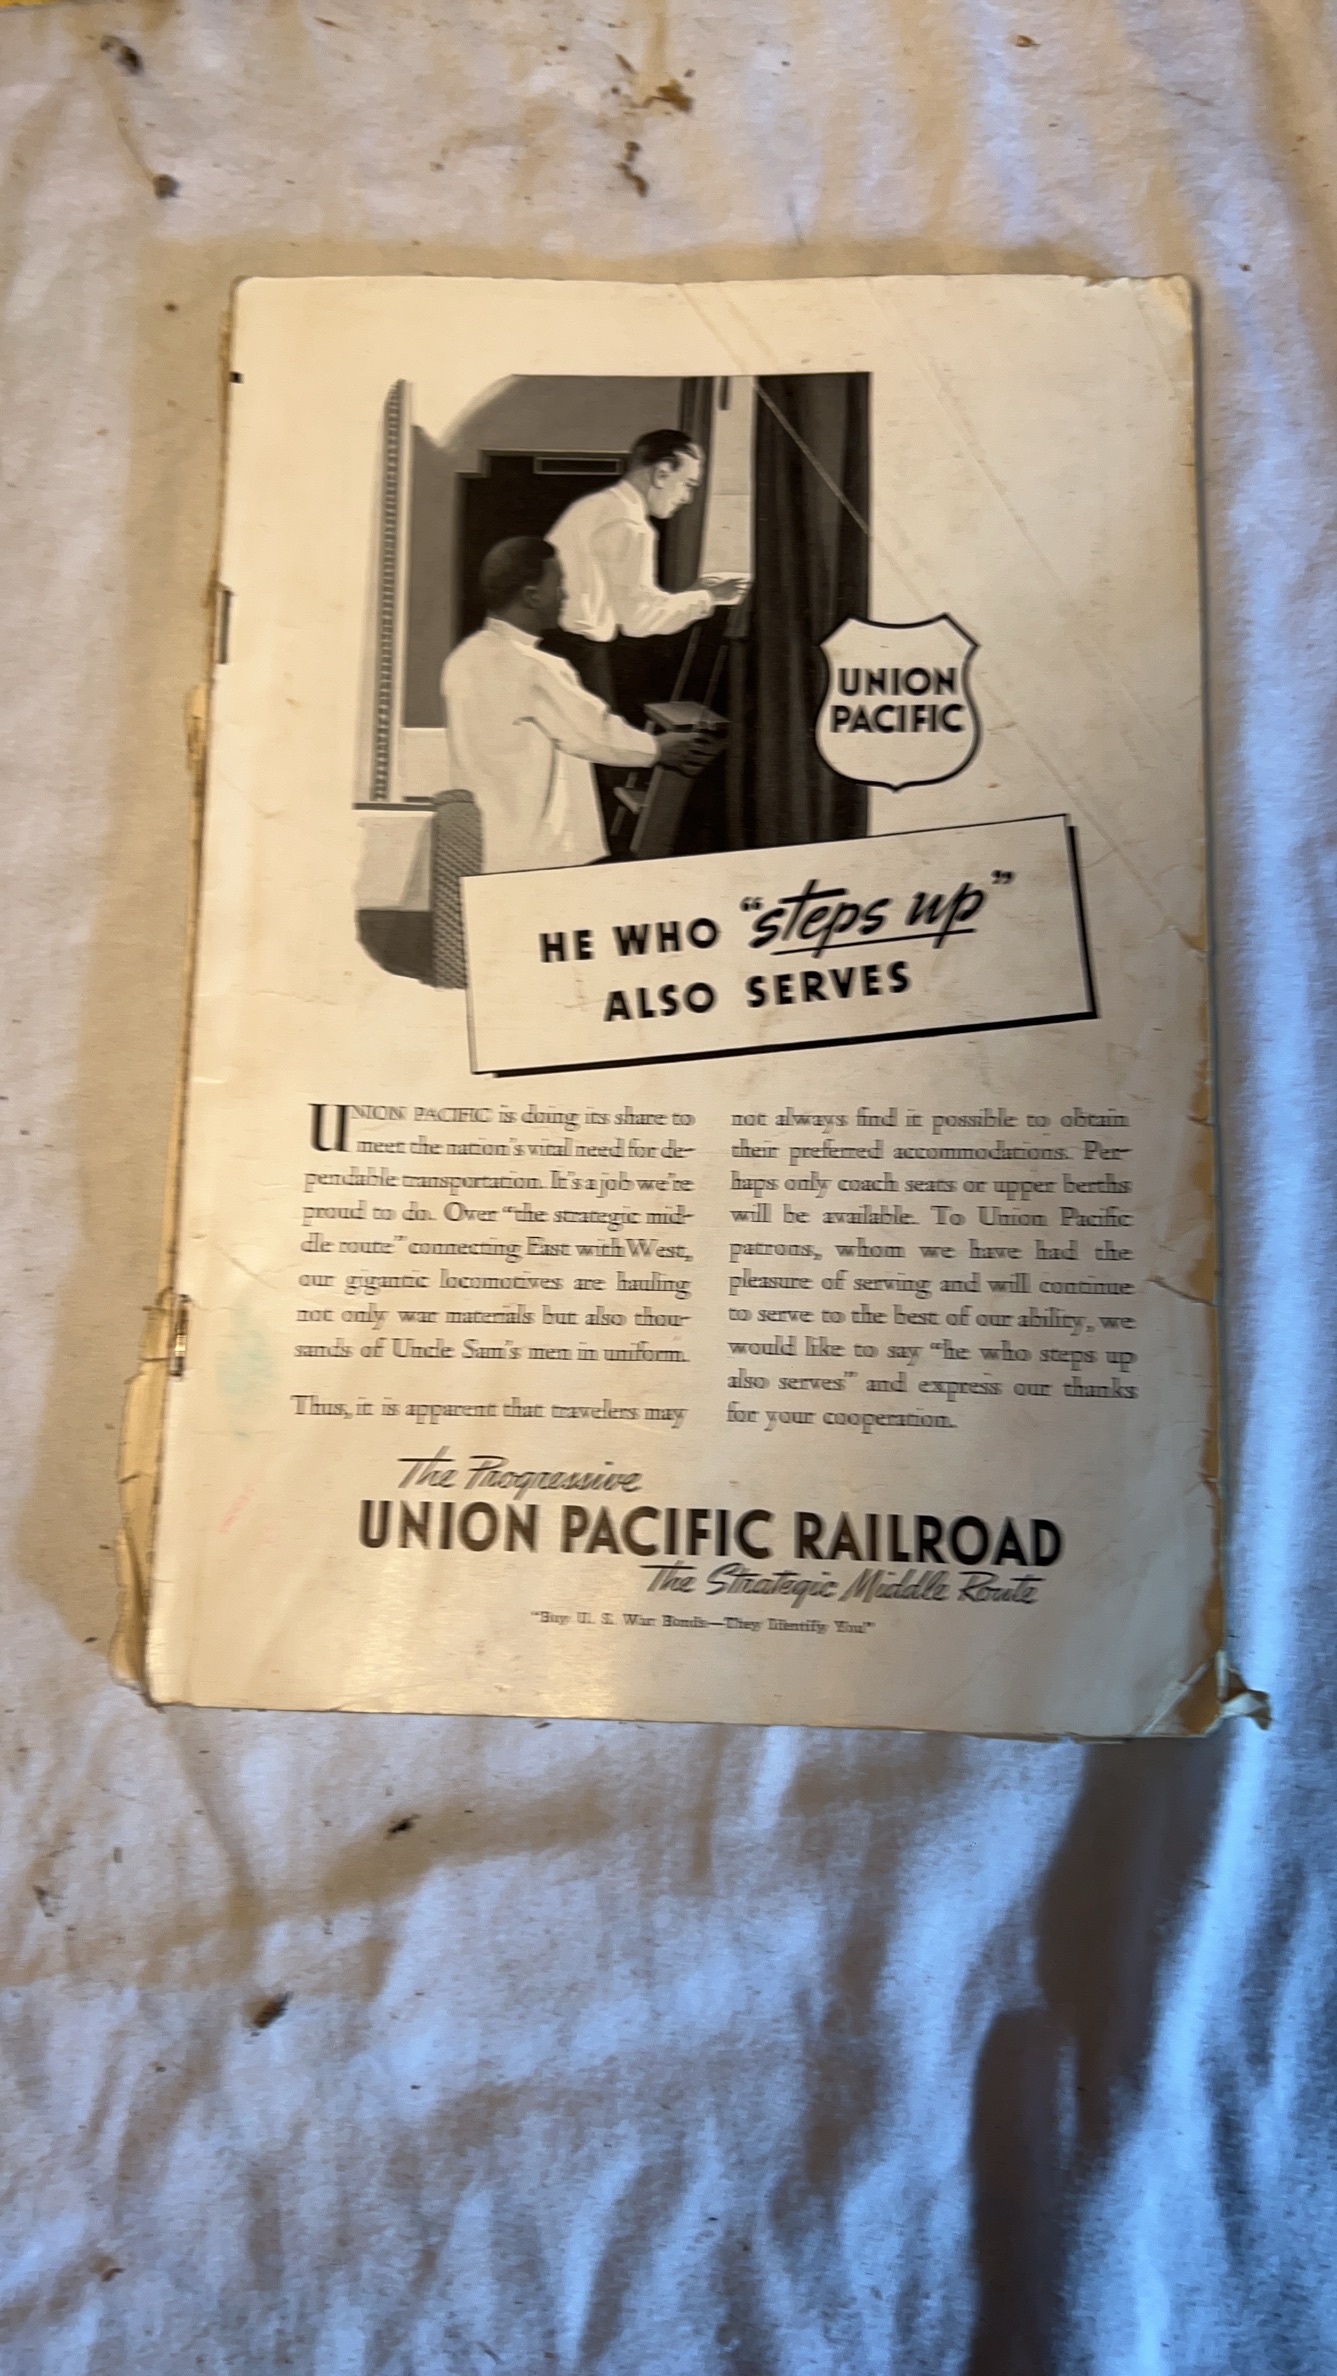 UNION
PACIFIC
HE WHO “steps up”
ALSO SERVES
UNION PACIFIC is doing its share to
meet the nation's vital need for de-
pendable transportation. It's a job we're
proud to do. Over “the strategic mid-
dle route” connecting East with West,
our gigantic locomotives are hauling
not only war materials but also thou-
sands of Uncle Sam's men in uniform.
Thus, it is apparent that travelers may
not always find it possible to obtain
their preferred accommodations. Per-
haps only coach seats or upper berths
will be available. To Union Pacific
patrons, whom we have had the
pleasure of serving and will continue
to serve to the best of our ability, we
would like to say “he who steps up
also serves” and express our thanks
for your cooperation.
The Progressive
UNION PACIFIC RAILROAD
The Strategic Middle Route
“Buy U. S. War Bonds—They Identify You!”